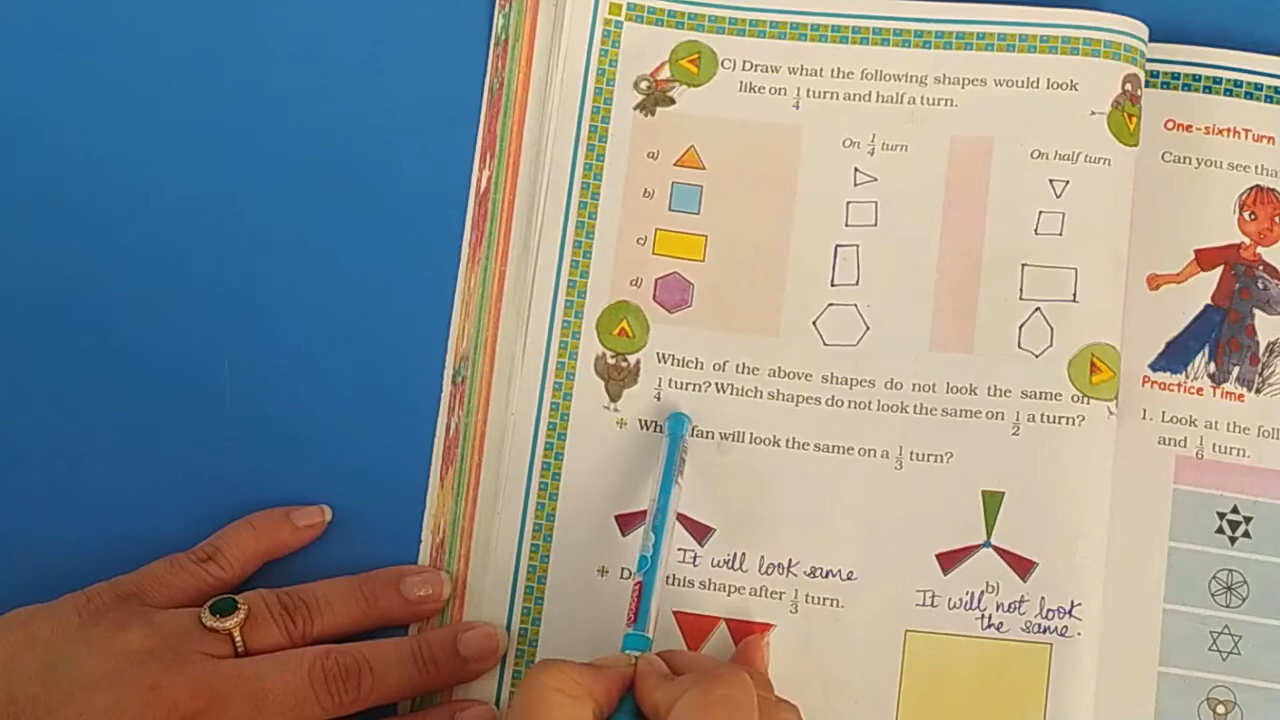 C) Draw what the following shapes would look
like on 1/4 turn and half a turn.
On 1/4 turn
On half turn
a)
b)
c)
d)
Which of the above shapes do not look the same on
1/4 turn? Which shapes do not look the same on 1/2 a turn?
fan will look the same on a 1/3 turn?
It will look same
b)
It will not look
the same.
this shape after 1/3 turn.
One-sixth Turn
Can you see
Practice Time
1. Look at the
and 1/6 turn.